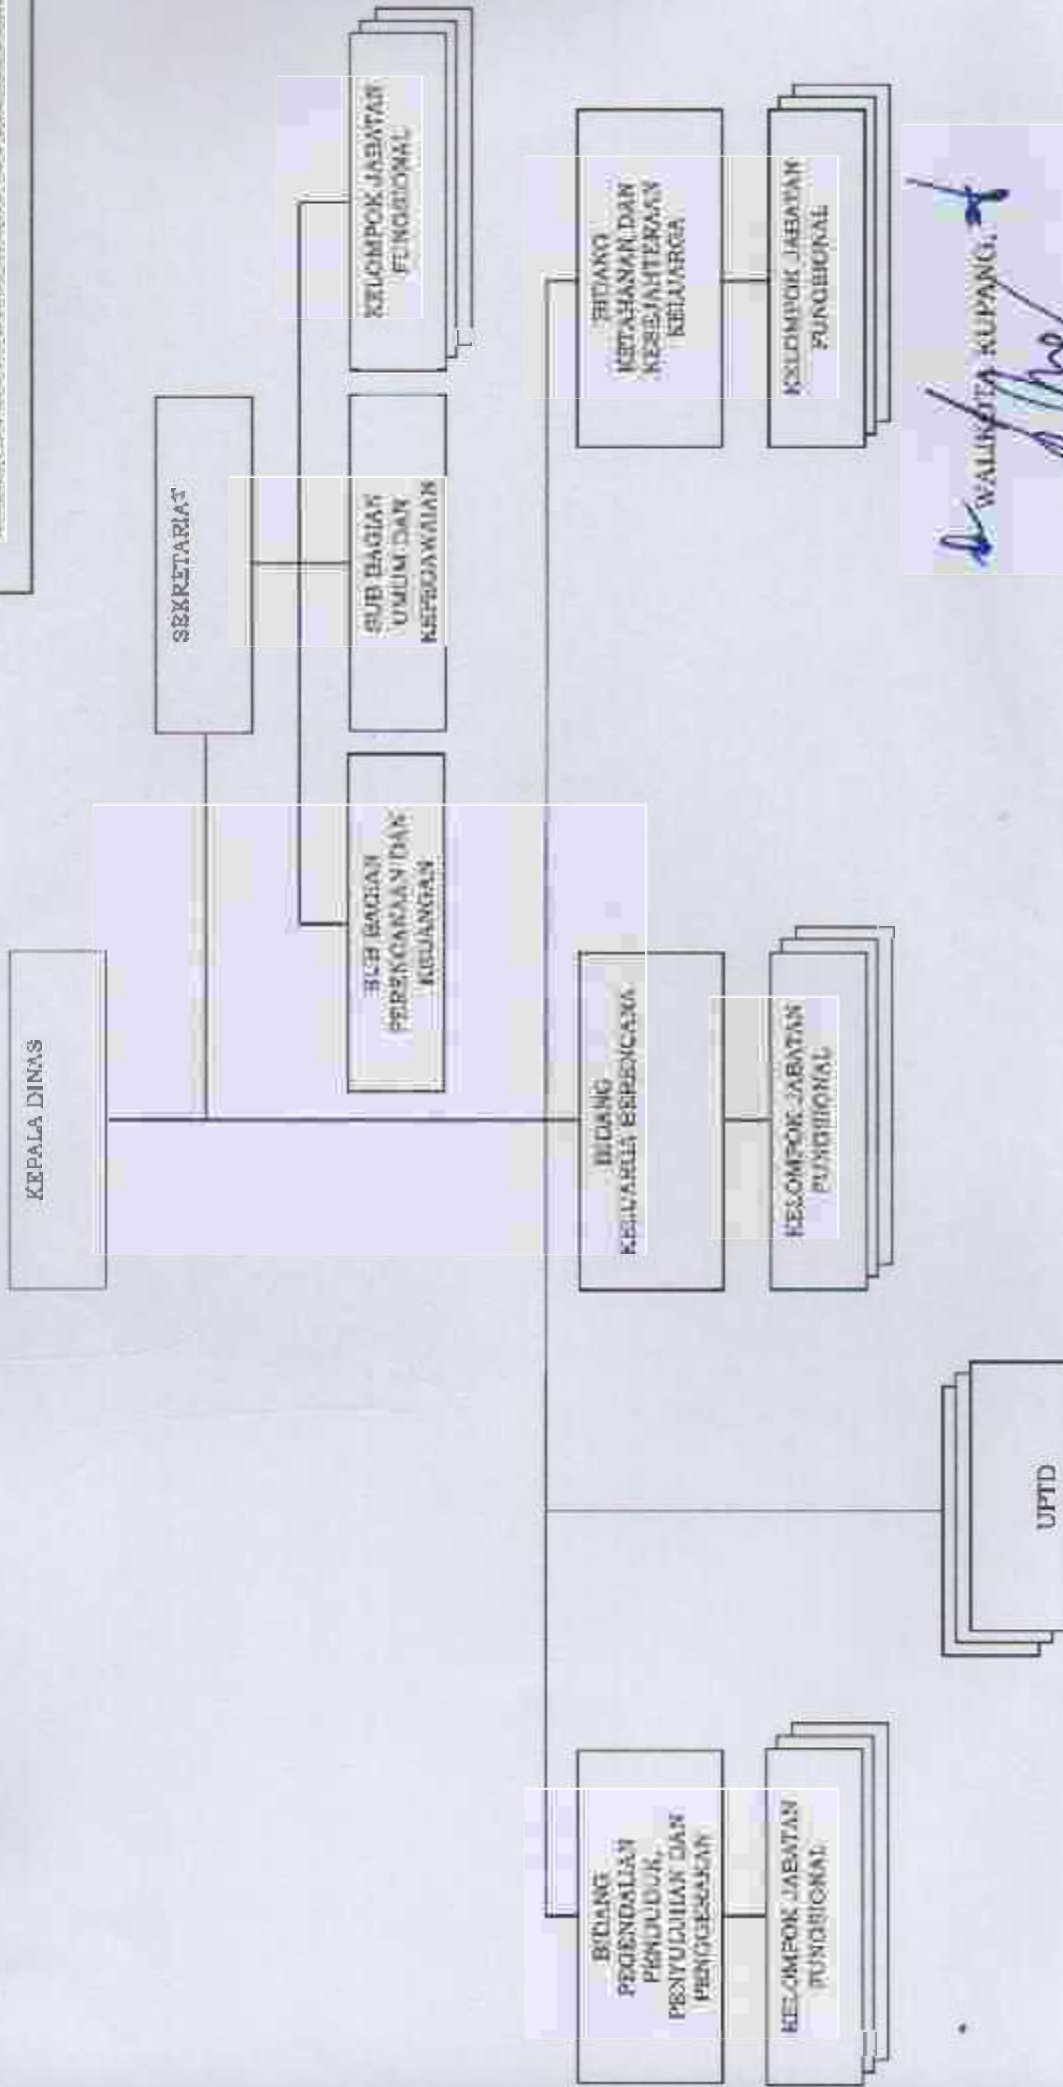 KEPALA DINAS
SEKRETARIAT
SUB BAGIAN
PERENCANAAN DAN
KEUANGAN
SUB BAGIAN
UMUM DAN
KEPEGAWAIAN
KELOMPOK JABATAN
FUNGSIONAL
BIDANG
PEGENDALIAN
PENDUDUK,
PENYULUHAN DAN
PENGGERAKAN
BIDANG
KELUARGA BERENCANA
BIDANG
KETAHANAN DAN
KESEJAHTERAAN
KELUARGA
KELOMPOK JABATAN
FUNGSIONAL
KELOMPOK JABATAN
FUNGSIONAL
KELOMPOK JABATAN
FUNGSIONAL
UPTD
WALIKOTA KUPANG,